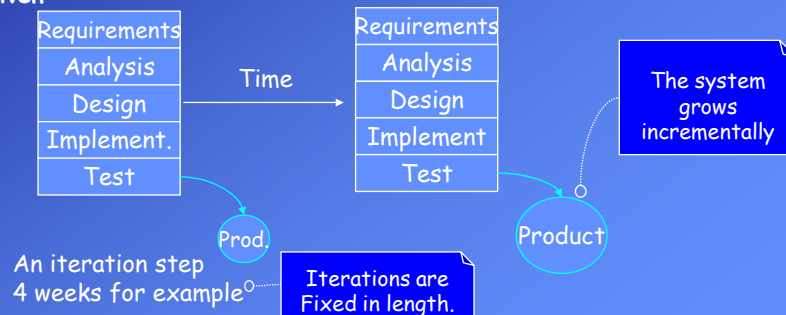 Requirements
Analysis
Design
Implement.
Test
Time
Requirements
Analysis
Design
Implement
Test
The system
grows
incrementally
Prod.
Product
An iteration step
4 weeks for example
Iterations are
Fixed in length.